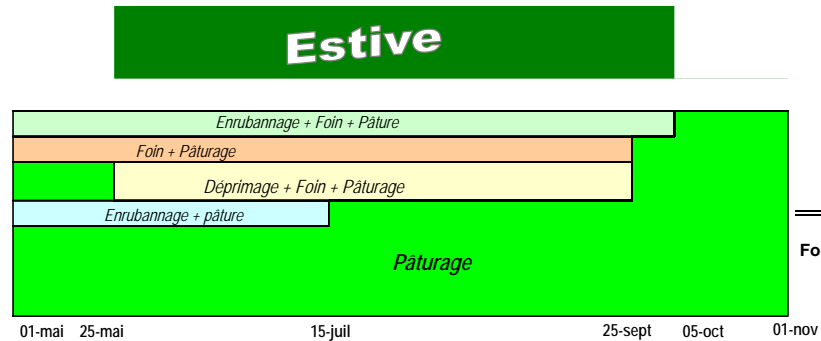 Estive
Enrubannage + Foin + Pâture
Foin + Pâturage
Déprimage + Foin + Pâturage
Enrubannage + pâture
Pâturage
Fo
01-mai 25-mai 15-juil 25-sept 05-oct 01-nov